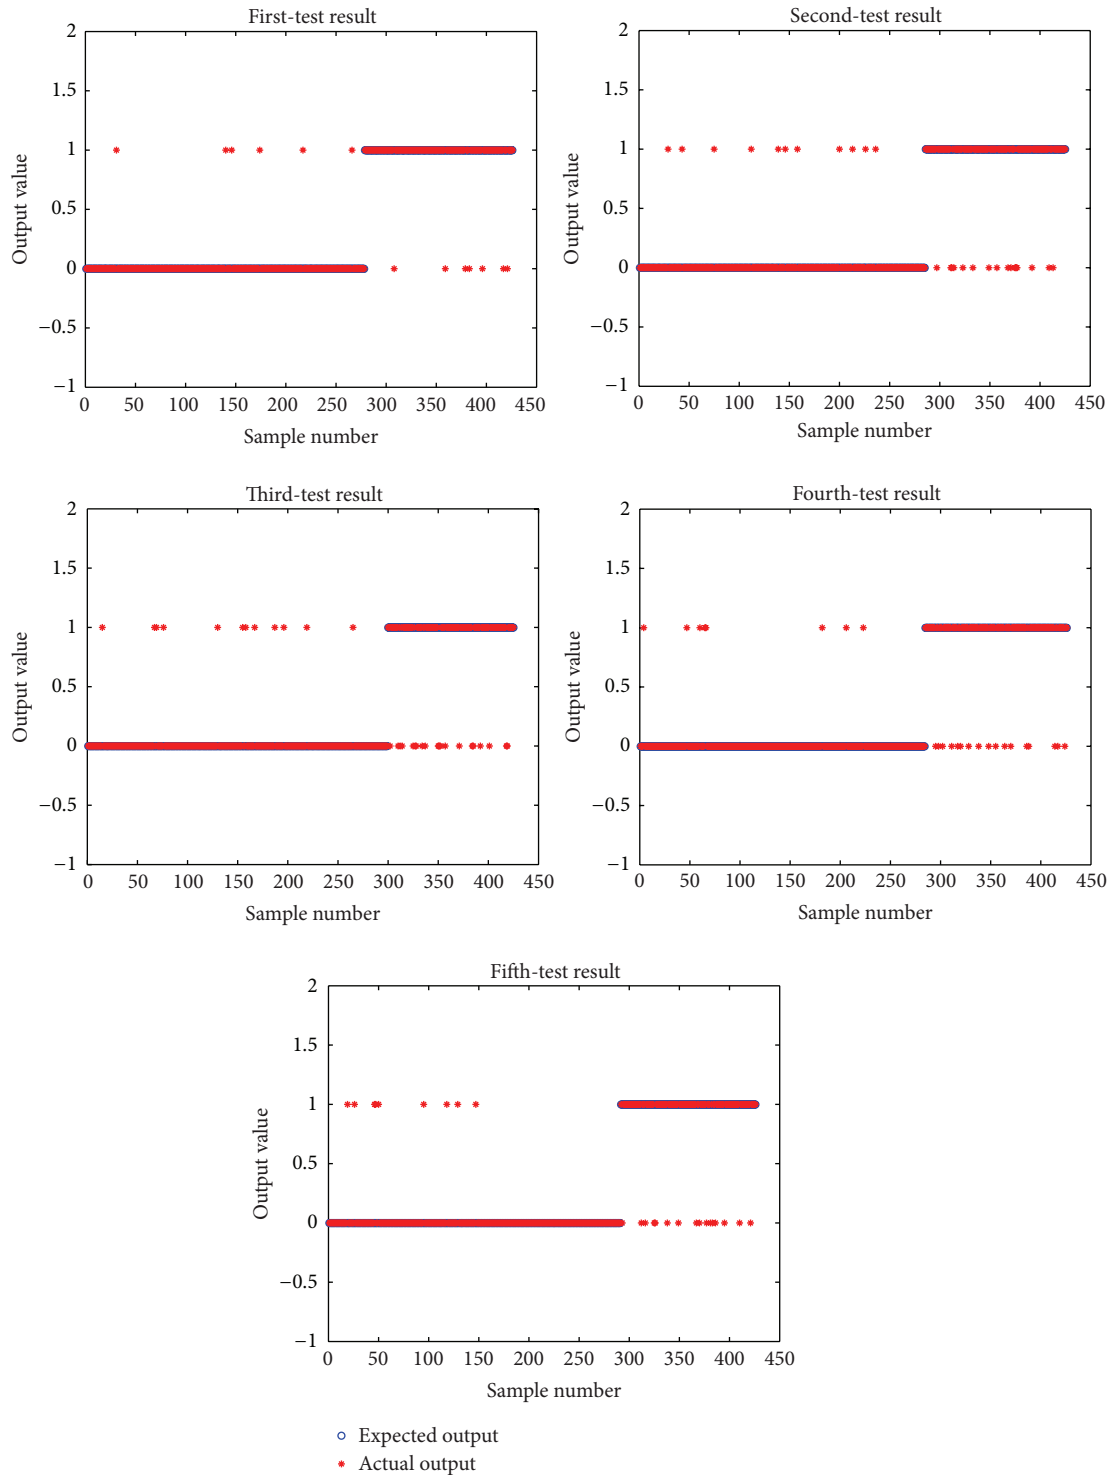 First-test result
2
1.5
1
0.5
0
−0.5
−1
Output value
0 50 100 150 200 250 300 350 400 450
Sample number
Second-test result
2
1.5
1
0.5
0
−0.5
−1
Output value
0 50 100 150 200 250 300 350 400 450
Sample number
Third-test result
2
1.5
1
0.5
0
−0.5
−1
Output value
0 50 100 150 200 250 300 350 400 450
Sample number
Fourth-test result
2
1.5
1
0.5
0
−0.5
−1
Output value
0 50 100 150 200 250 300 350 400 450
Sample number
Fifth-test result
2
1.5
1
0.5
0
−0.5
−1
Output value
0 50 100 150 200 250 300 350 400 450
Sample number
Expected output
Actual output